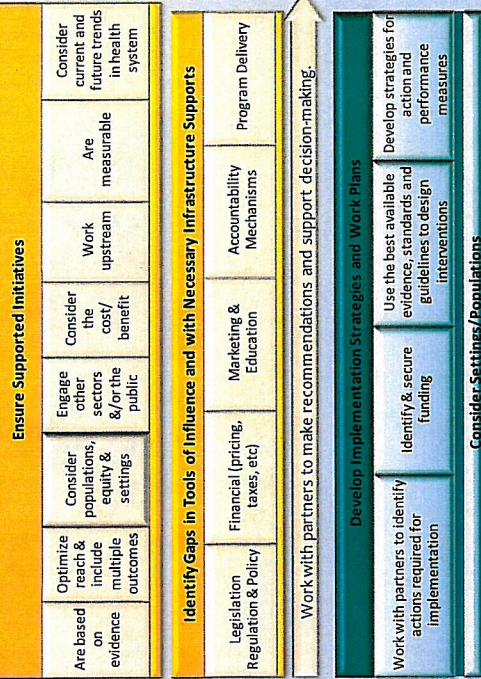 Ensure Supported Initiatives
Are based
on
evidence
Optimize
reach &
include
multiple
outcomes
Consider
populations,
equity &
settings
Engage
other
sectors
&/or the
public
Consider
the
cost/
benefit
Work
upstream
Are
measurable
Consider
current and
future trends
in health
system
Identify Gaps in Tools of Influence and with Necessary Infrastructure Supports
Legislation
Regulation & Policy
Financial (pricing,
taxes, etc)
Marketing &
Education
Accountability
Mechanisms
Program Delivery
Work with partners to make recommendations and support decision-making.
Develop Implementation Strategies and Work Plans
Work with partners to identify
actions required for
implementation
Identify & secure
funding
Use the best available
evidence, standards and
guidelines to design
interventions
Develop strategies for
action and
performance
measures
Consider Settings/Populations